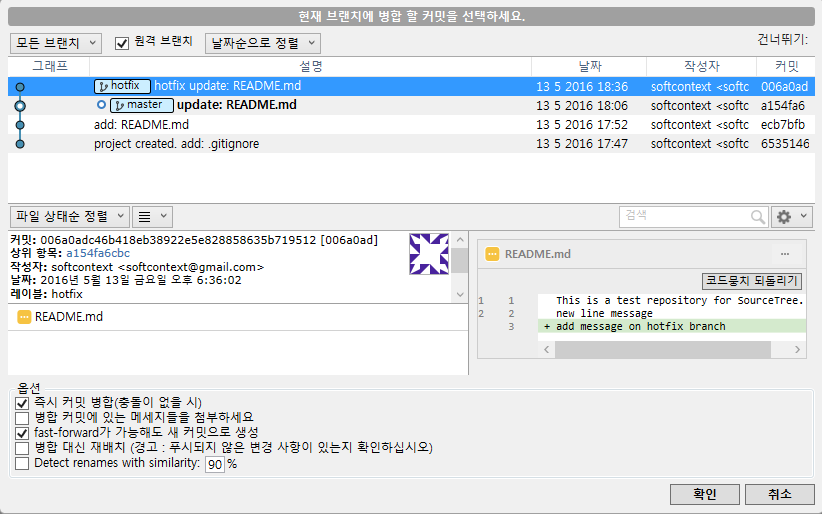 현재 브랜치에 병합 할 커밋을 선택하세요.
모든 브랜치 원격 브랜치 날짜순으로 정렬 건너뛰기:
그래프 설명 날짜 작성자 커밋
hotfix hotfix update: README.md 13 5 2016 18:36 softcontext <softc 006a0ad
master update: README.md 13 5 2016 18:06 softcontext <softc a154fa6
add: README.md 13 5 2016 17:52 softcontext <softc ecb7bfb
project created. add: .gitignore 13 5 2016 17:47 softcontext <softc 6535146
파일 상태순 정렬 검색
커밋: 006a0adc46b418eb38922e5e828858635b719512 [006a0ad]
상위 항목: a154fa6cbc
작성자: softcontext <softcontext@gmail.com>
날짜: 2016년 5월 13일 금요일 오후 6:36:02
레이블: hotfix
README.md
README.md
코드뭉치 되돌리기
1 1 This is a test repository for SourceTree.
2 2 new line message
3 + add message on hotfix branch
옵션
즉시 커밋 병합(충돌이 없을 시)
병합 커밋에 있는 메세지들을 첨부하세요
fast-forward가 가능해도 새 커밋으로 생성
병합 대신 재배치 (경고 : 푸시되지 않은 변경 사항이 있는지 확인하십시오)
Detect renames with similarity: 90 %
확인 취소